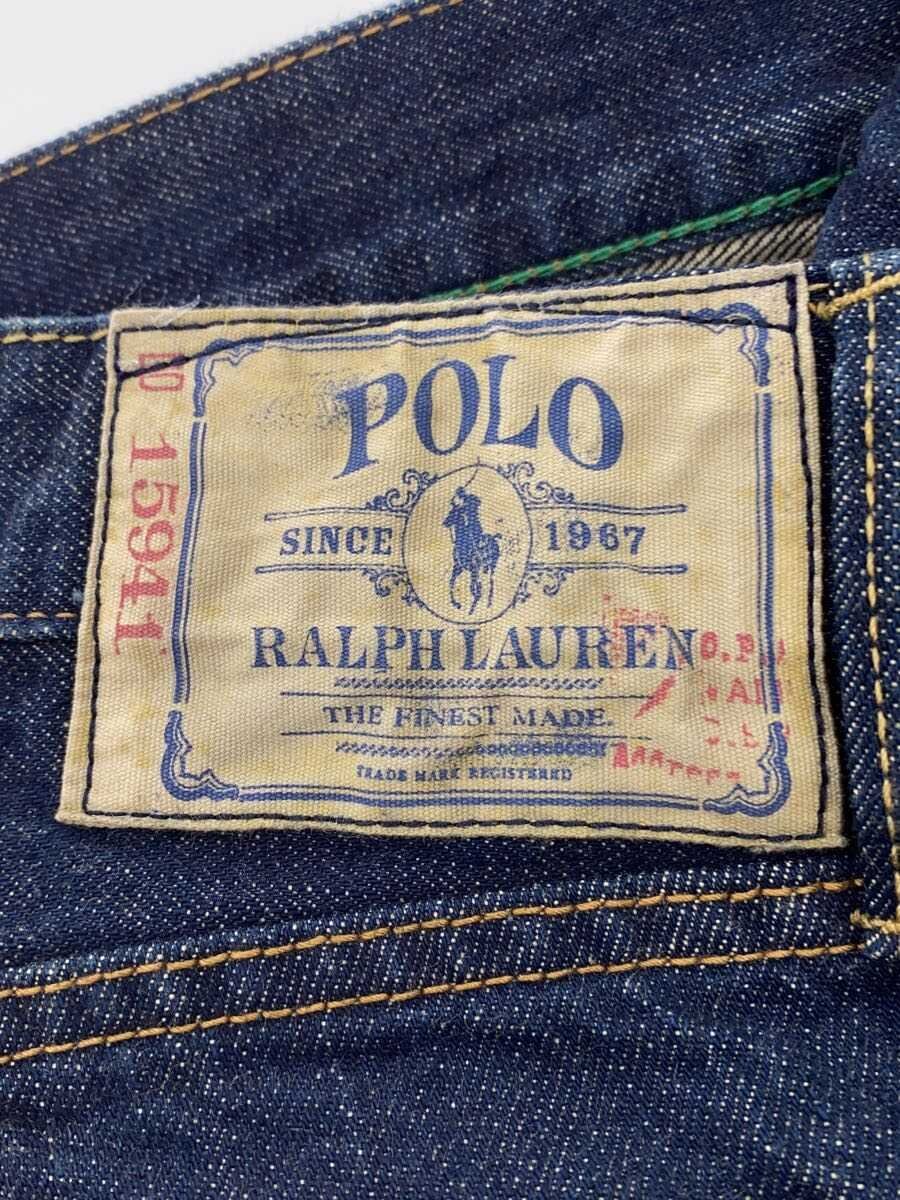 POLO
SINCE 1967
RALPH LAUREN
THE FINEST MADE.
TRADE MARK REGISTERED
15941